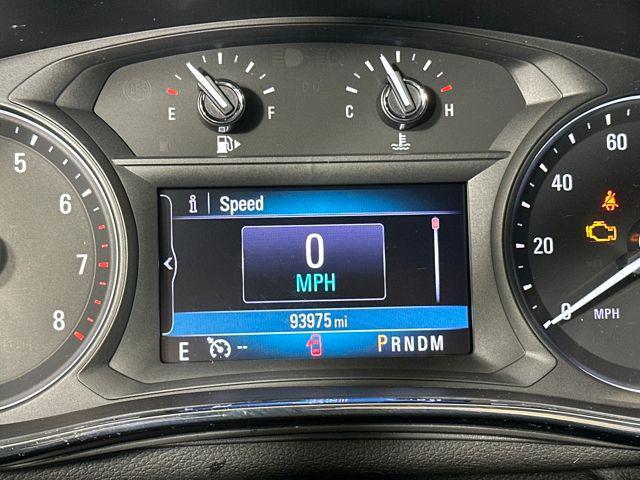 E F
C H
5
6
7
8
i Speed
0
MPH
93975 mi
E -- PRNDM
60
40
20
0
MPH